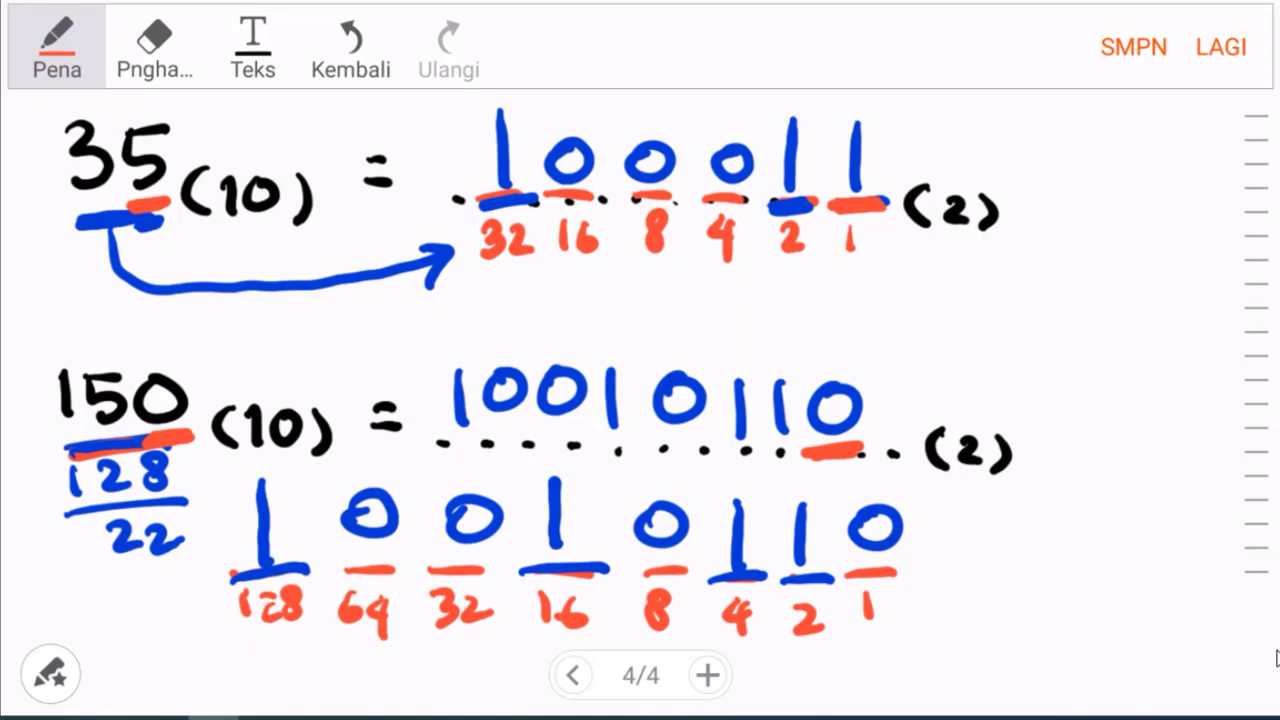 Pena Pngha... Teks Kembali Ulangi SMPN LAGI
35 (10) = 100011 (2)
32 16 8 4 2 1
150 (10) = 10010110 (2)
128
22
1 0 0 1 0 1 1 0
128 64 32 16 8 4 2 1
4/4